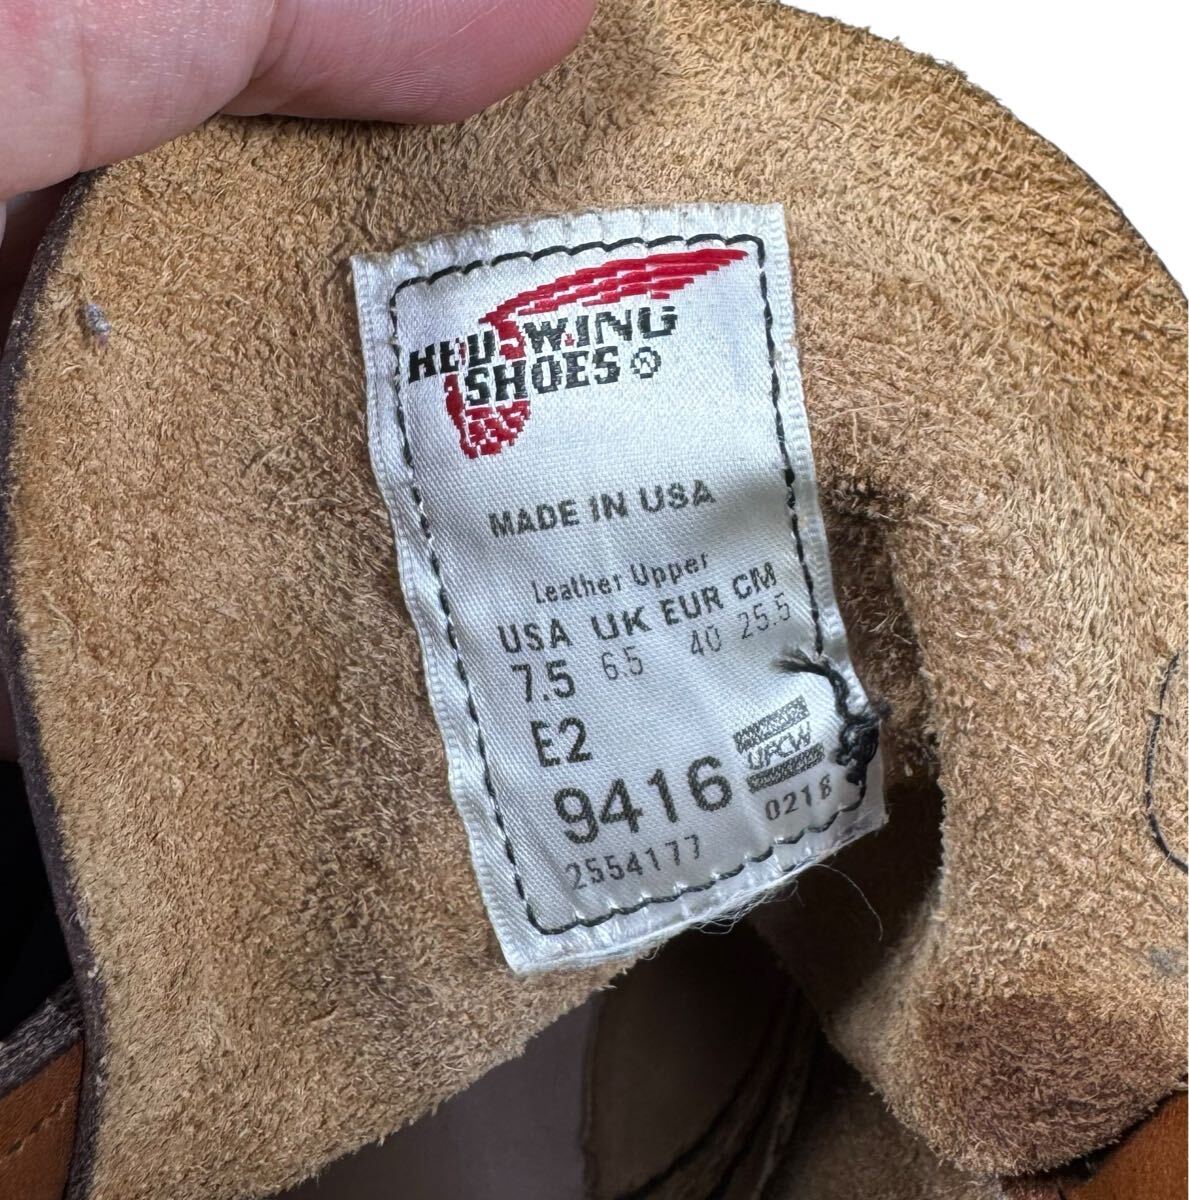 RED WING
SHOES ®
MADE IN USA
Leather Upper
USA UK EUR CM
7.5 6.5 40 25.5
E2
UFCW
9416
2554177 0218